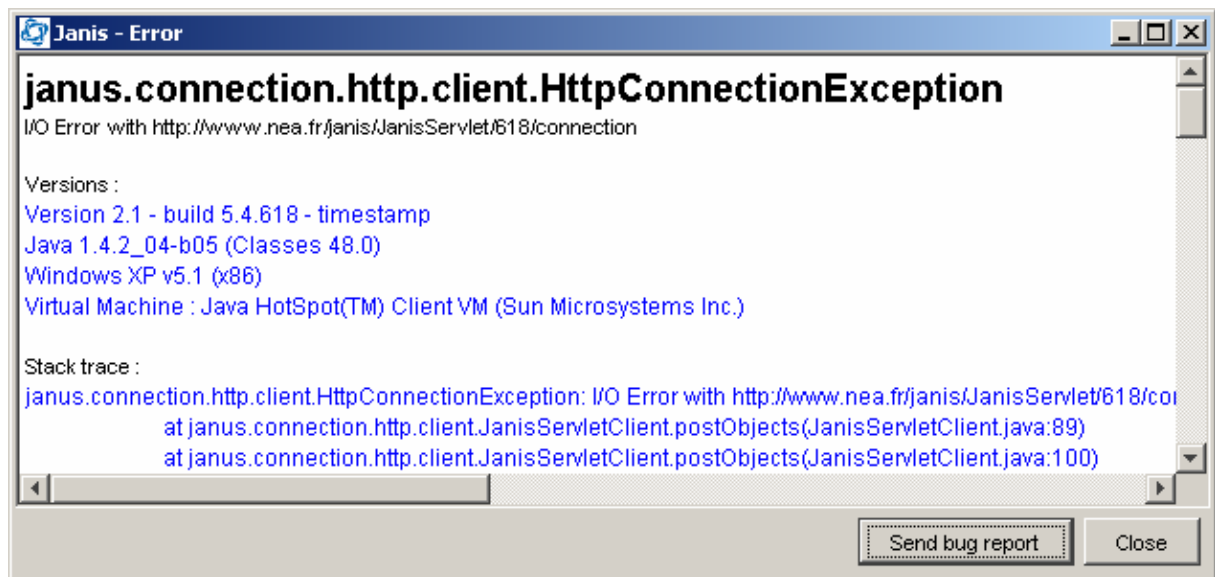 Janis - Error
janus.connection.http.client.HttpConnectionException
I/O Error with http://www.nea.fr/janis/JanisServlet/618/connection
Versions :
Version 2.1 - build 5.4.618 - timestamp
Java 1.4.2_04-b05 (Classes 48.0)
Windows XP v5.1 (x86)
Virtual Machine : Java HotSpot(TM) Client VM (Sun Microsystems Inc.)
Stack trace :
janus.connection.http.client.HttpConnectionException: I/O Error with http://www.nea.fr/janis/JanisServlet/618/con
at janus.connection.http.client.JanisServletClient.postObjects(JanisServletClient.java:89)
at janus.connection.http.client.JanisServletClient.postObjects(JanisServletClient.java:100)
Send bug report
Close